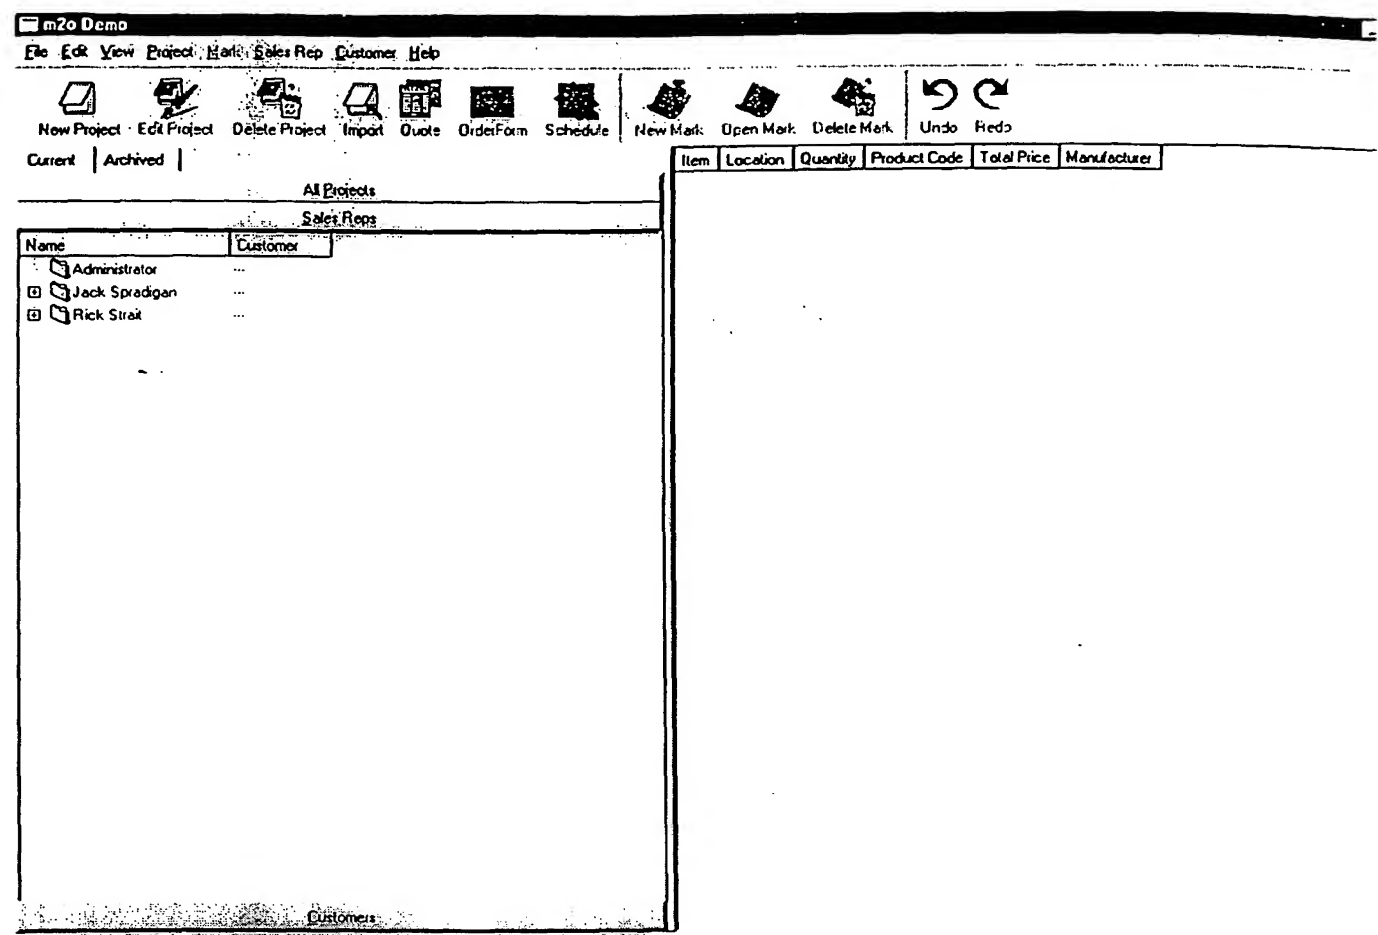 m2o Demo
File Edit View Project Mark Sales Rep Customer Help
New Project Edit Project Delete Project Import Quote OrderForm Schedule New Mark Open Mark Delete Mark Undo Redo
Current Archived
Item Location Quantity Product Code Total Price Manufacturer
All Projects
Sales Reps
Name Customer
Administrator ...
Jack Spradigan ...
Rick Strait ...
Customers